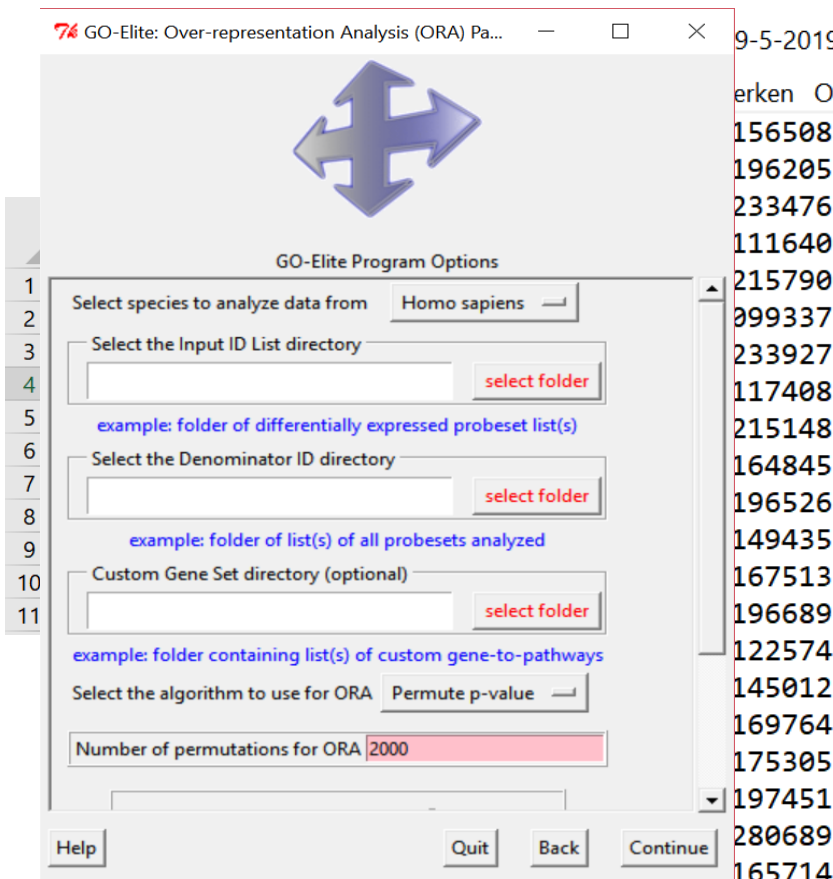 GO-Elite: Over-representation Analysis (ORA) Pa...
GO-Elite Program Options
Select species to analyze data from Homo sapiens
Select the Input ID List directory
select folder
example: folder of differentially expressed probeset list(s)
Select the Denominator ID directory
select folder
example: folder of list(s) of all probesets analyzed
Custom Gene Set directory (optional)
select folder
example: folder containing list(s) of custom gene-to-pathways
Select the algorithm to use for ORA Permute p-value
Number of permutations for ORA 2000
Help Quit Back Continue
1
2
3
4
5
6
7
8
9
10
11
9-5-2019
erken O
156508
196205
233476
111640
215790
099337
233927
117408
215148
164845
196526
149435
167513
196689
122574
145012
169764
175305
197451
280689
165714